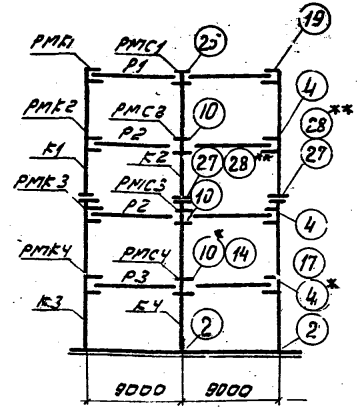 РМК1 РМС1 25 19
Р1
РМК2 РМС2 10 4
Р2 28**
К1 К2 27 28** 27
РМК3 РМС3 10
Р2 4
РМК4 РМС4 10* 14 17
Р3 4*
К3 К4 2 2
9000 9000